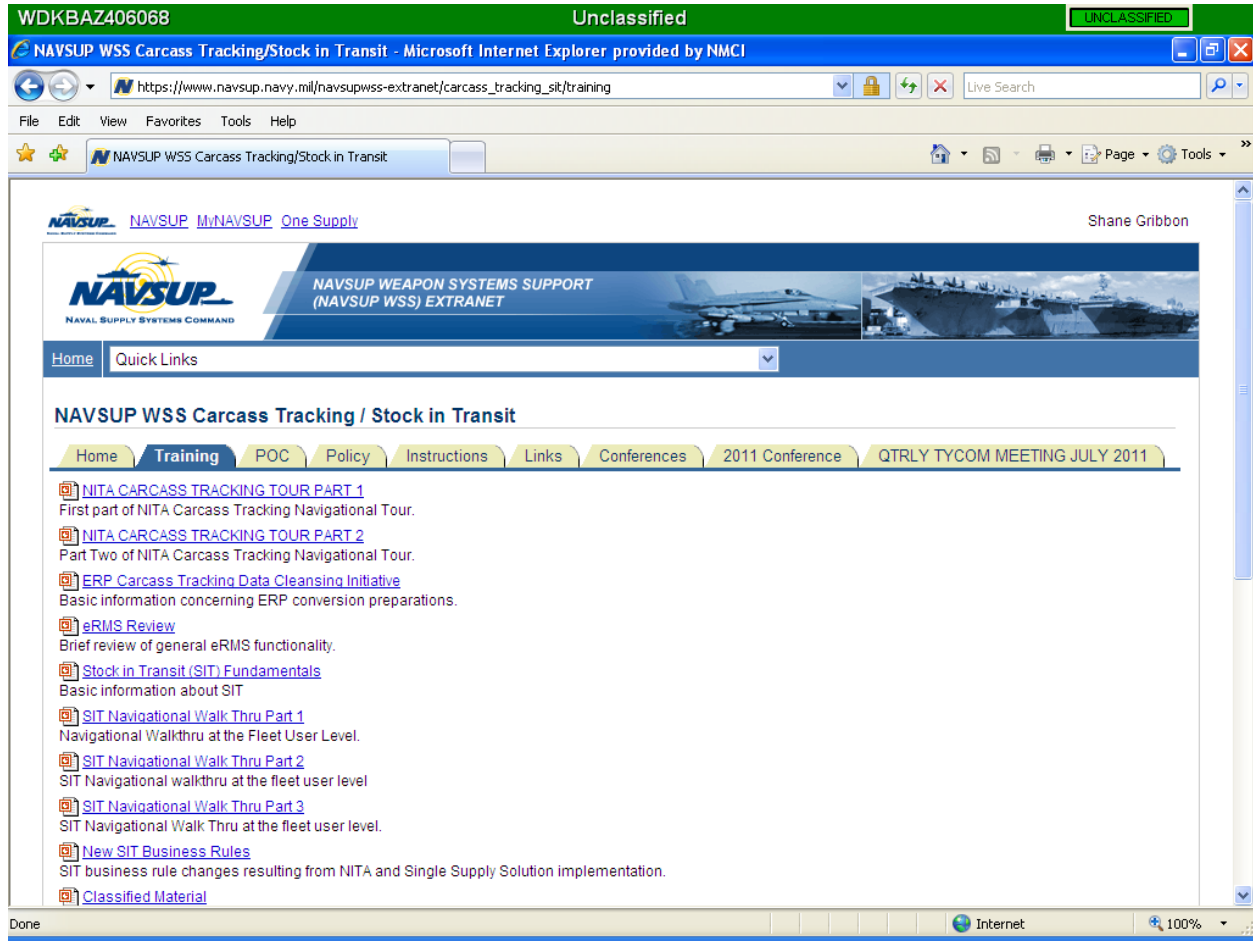 WDKBAZ406068 Unclassified UNCLASSIFIED
NAVSUP WSS Carcass Tracking/Stock in Transit - Microsoft Internet Explorer provided by NMCI
https://www.navsup.navy.mil/navsupwss-extranet/carcass_tracking_sit/training Live Search
File Edit View Favorites Tools Help
NAVSUP WSS Carcass Tracking/Stock in Transit Page Tools »
NAVSUP NAVSUP MyNAVSUP One Supply Shane Gribbon
NAVSUP
NAVAL SUPPLY SYSTEMS COMMAND
NAVSUP WEAPON SYSTEMS SUPPORT
(NAVSUP WSS) EXTRANET
Home Quick Links
NAVSUP WSS Carcass Tracking / Stock in Transit
Home Training POC Policy Instructions Links Conferences 2011 Conference QTRLY TYCOM MEETING JULY 2011
NITA CARCASS TRACKING TOUR PART 1
First part of NITA Carcass Tracking Navigational Tour.
NITA CARCASS TRACKING TOUR PART 2
Part Two of NITA Carcass Tracking Navigational Tour.
ERP Carcass Tracking Data Cleansing Initiative
Basic information concerning ERP conversion preparations.
eRMS Review
Brief review of general eRMS functionality.
Stock in Transit (SIT) Fundamentals
Basic information about SIT
SIT Navigational Walk Thru Part 1
Navigational Walkthru at the Fleet User Level.
SIT Navigational Walk Thru Part 2
SIT Navigational walkthru at the fleet user level
SIT Navigational Walk Thru Part 3
SIT Navigational Walk Thru at the fleet user level.
New SIT Business Rules
SIT business rule changes resulting from NITA and Single Supply Solution implementation.
Classified Material
Done Internet 100%